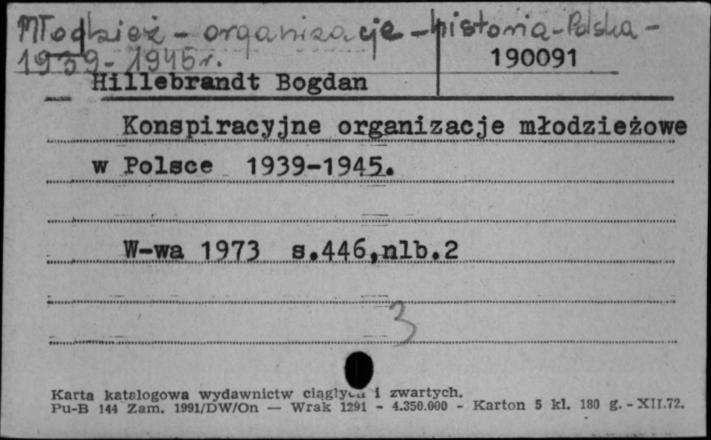 Młodzież - organizacje - historia - Polska -
1939-1945 r.
190091
Hillebrandt Bogdan
Konspiracyjne organizacje młodzieżowe
w Polsce 1939-1945.
W-wa 1973 s.446,nlb.2
3
Karta katalogowa wydawnictw ciągłych i zwartych.
Pu-B 144 Zam. 1991/DW/On — Wrak 1291 - 4.350.000 - Karton 5 kl. 180 g. - XII.72.